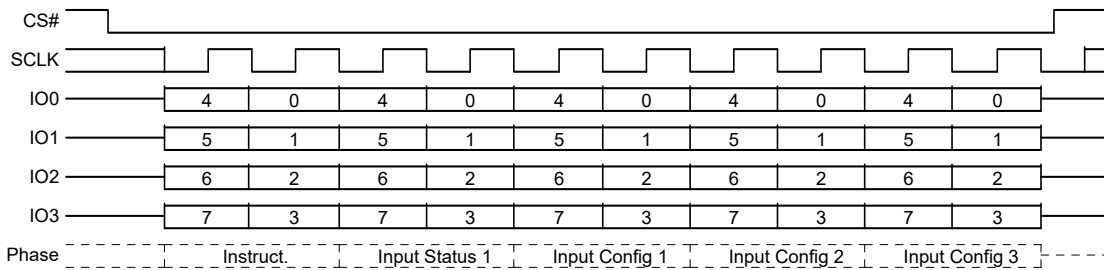 CS#
SCLK
IO0 4 0 4 0 4 0 4 0 4 0
IO1 5 1 5 1 5 1 5 1 5 1
IO2 6 2 6 2 6 2 6 2 6 2
IO3 7 3 7 3 7 3 7 3 7 3
Phase Instruct. Input Status 1 Input Config 1 Input Config 2 Input Config 3